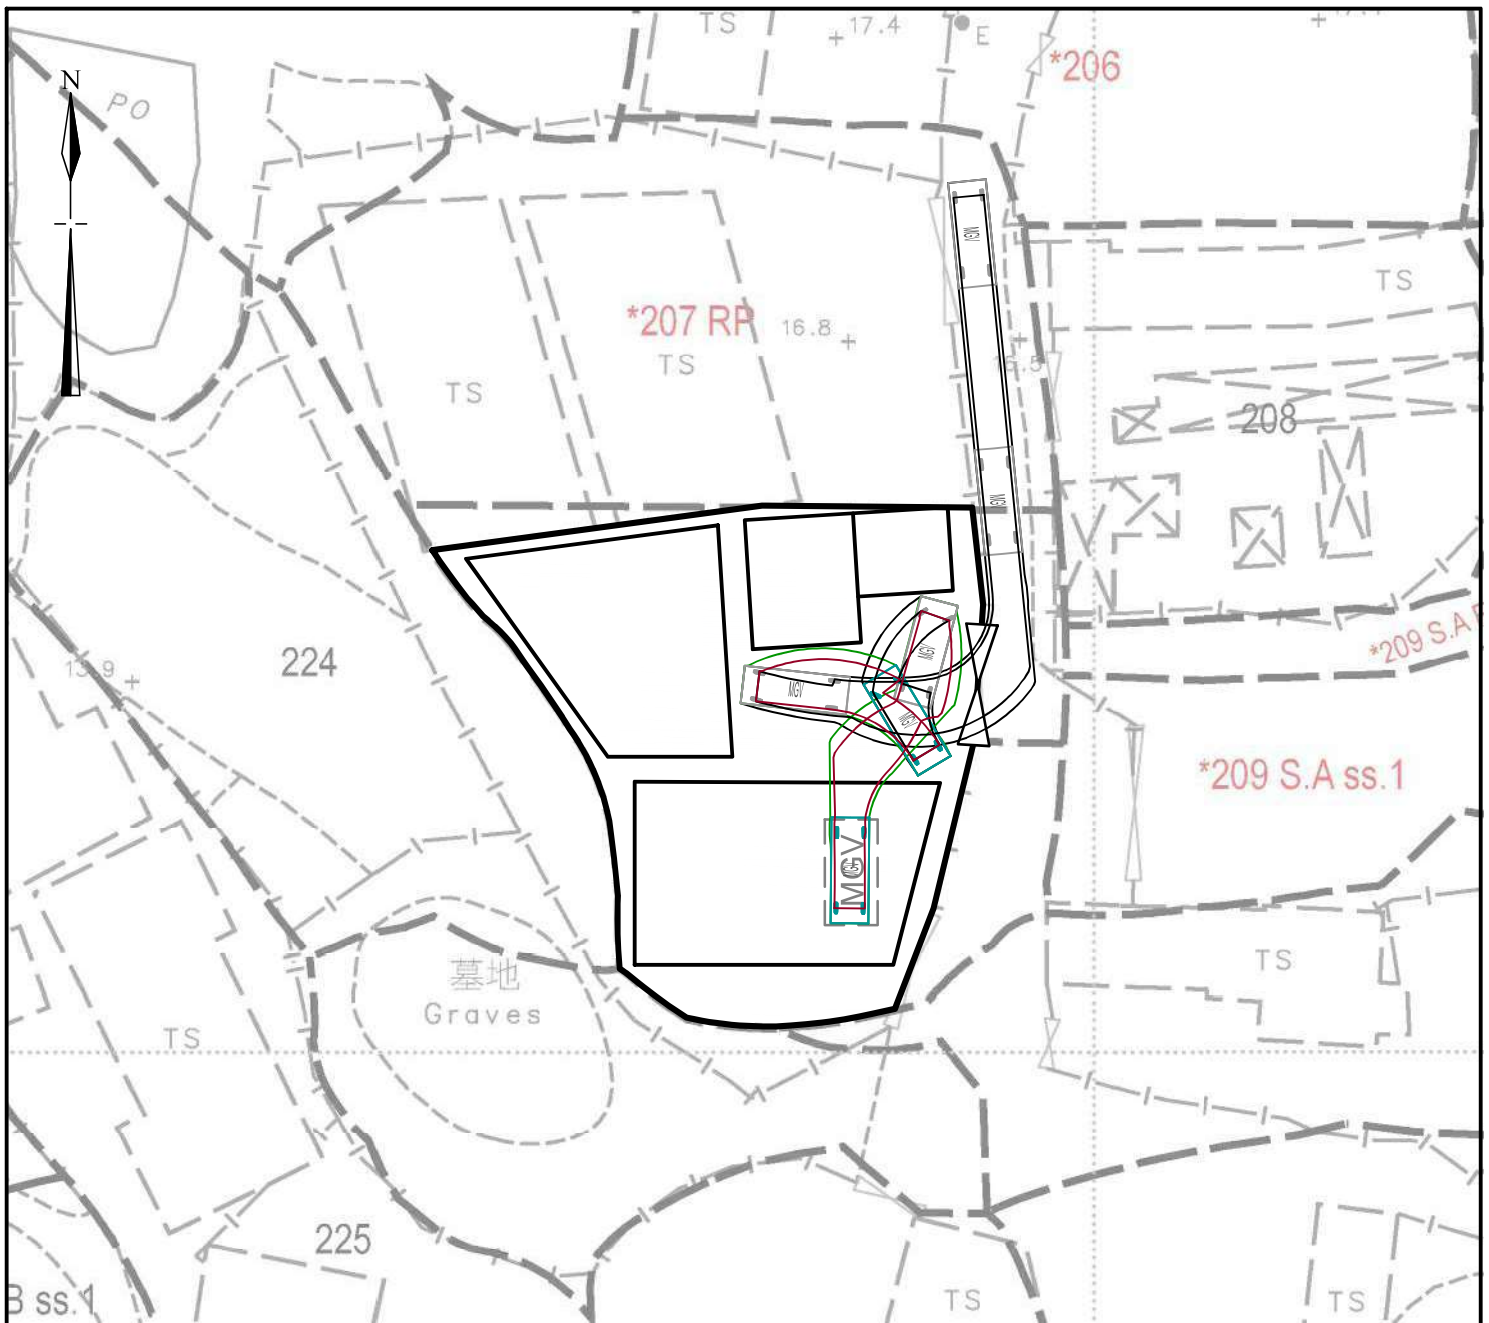 TS
17.4
E
*206
N
PO
MGV
TS
*207 RP
16.8
TS
TS
208
MGV
*209 S.A
224
13.9
MGV
MGV
MGV
*209 S.A ss.1
MGV
墓地
Graves
TS
TS
225
B ss.1
TS
TS